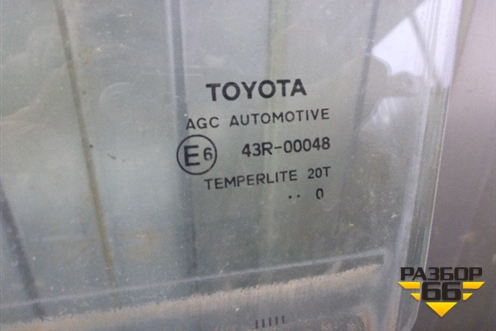 TOYOTA
AGC AUTOMOTIVE
E6 43R-00048
TEMPERLITE 20T
.. 0
РАЗБОР
66